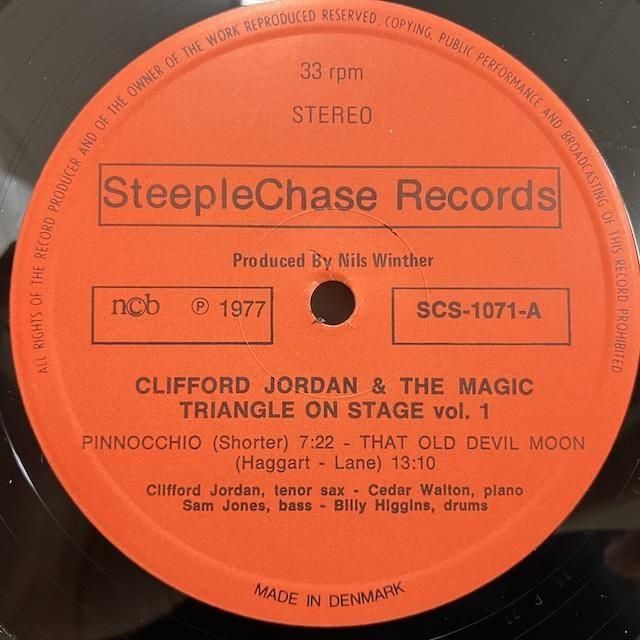 ALL RIGHTS OF THE RECORD PRODUCER AND OF THE OWNER OF THE WORK REPRODUCED RESERVED. COPYING, PUBLIC PERFORMANCE AND BROADCASTING OF THIS RECORD PROHIBITED
33 rpm
STEREO
SteepleChase Records
Produced By Nils Winther
ncb ℗ 1977
SCS-1071-A
CLIFFORD JORDAN & THE MAGIC
TRIANGLE ON STAGE vol. 1
PINNOCCHIO (Shorter) 7:22 - THAT OLD DEVIL MOON
(Haggart - Lane) 13:10
Clifford Jordan, tenor sax - Cedar Walton, piano
Sam Jones, bass - Billy Higgins, drums
MADE IN DENMARK